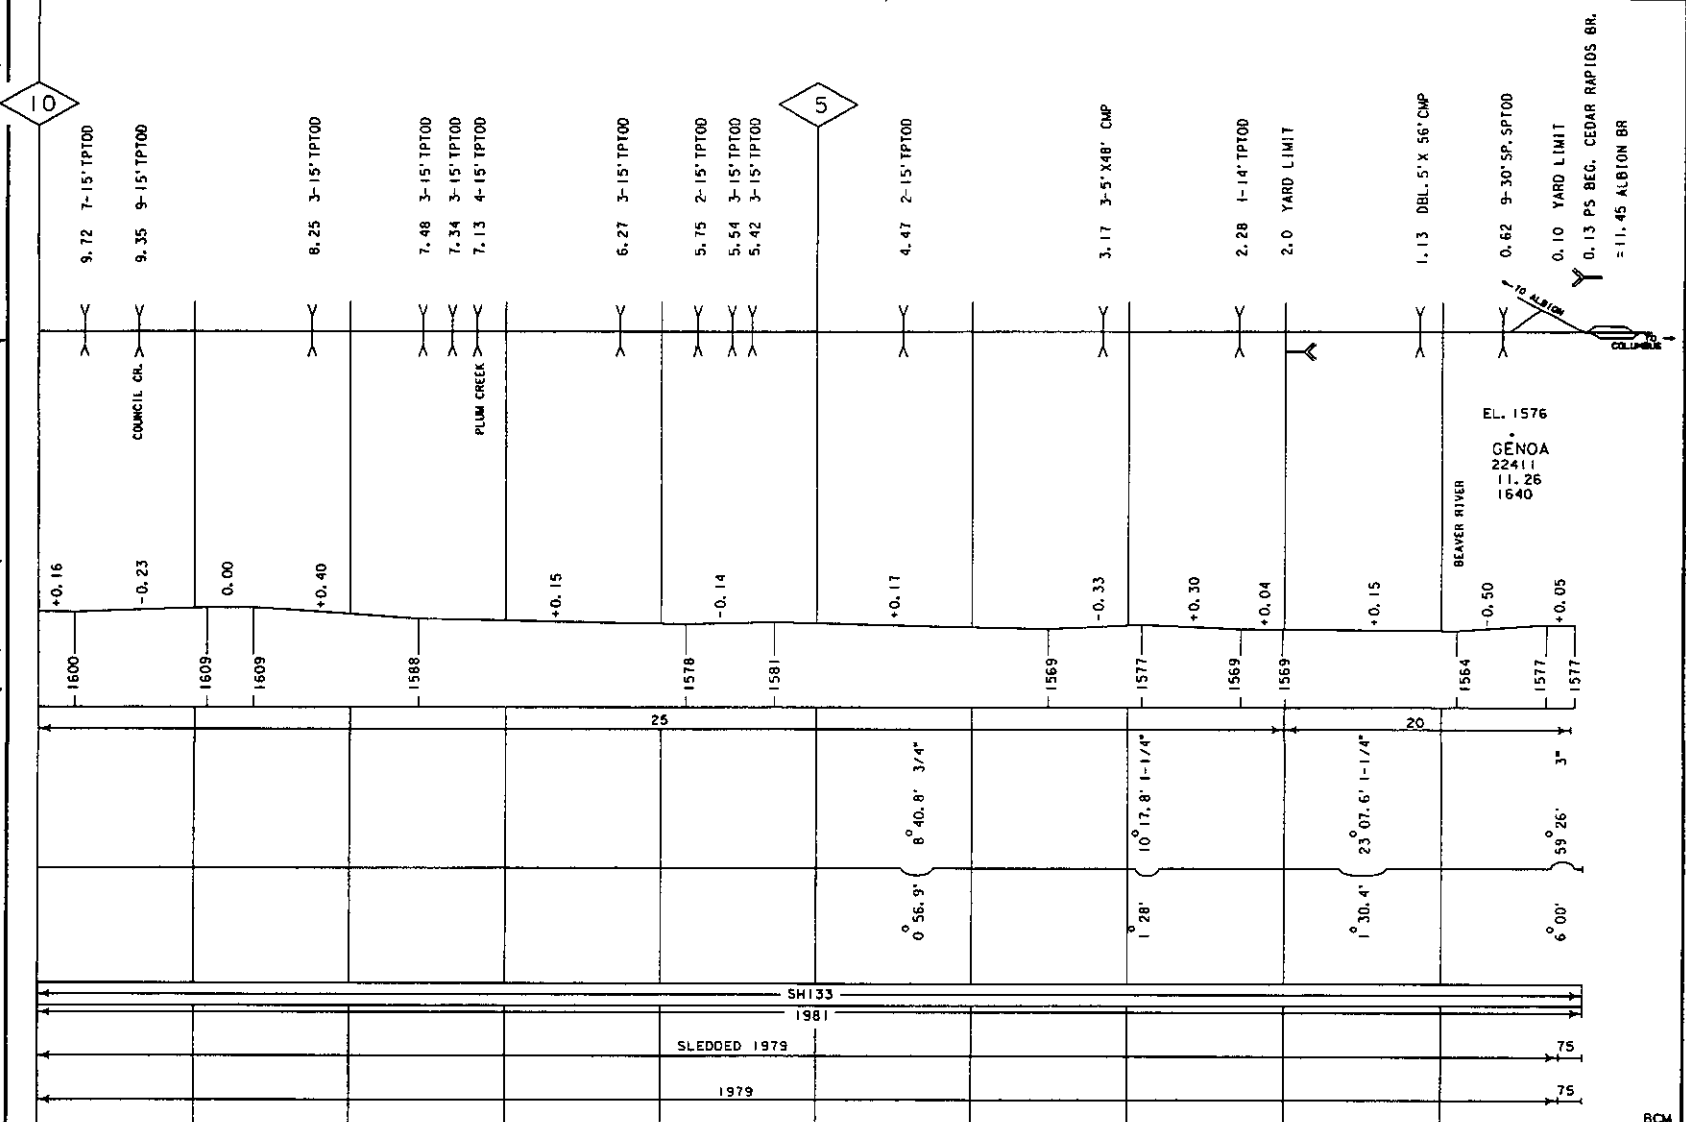 10
5
9.72 7-15' TPTOD
9.35 9-15' TPTOD
8.25 3-15' TPTOD
7.48 3-15' TPTOD
7.34 3-15' TPTOD
7.13 4-15' TPTOD
6.27 3-15' TPTOD
5.75 2-15' TPTOD
5.54 3-15' TPTOD
5.42 3-15' TPTOD
4.47 2-15' TPTOD
3.17 3-5' X48' CMP
2.28 1-14' TPTOD
2.0 YARD LIMIT
1.13 DBL. 5' X 56' CMP
0.62 9-30' SP. SPTOD
0.10 YARD LIMIT
0.13 PS BEG. CEDAR RAPIDS BR.
=11.45 ALBION BR
TO ALBION
TO
COLUMBUS
COUNCIL CR.
PLUM CREEK
EL. 1576
GENOA
22411
11.26
1640
BEAVER RIVER
+0.16
-0.23
0.00
+0.40
+0.15
-0.14
+0.17
-0.33
+0.30
+0.04
+0.15
-0.50
+0.05
1600
1609
1609
1588
1578
1581
1569
1577
1569
1569
1564
1577
1577
25
20
8°40.8' 3/4"
10°17.8' 1-1/4"
23°07.6' 1-1/4"
59°26' 3"
0°56.9'
1°28'
1°30.4'
6°00'
SH133
1981
SLEDDED 1979
75
1979
75
BCM